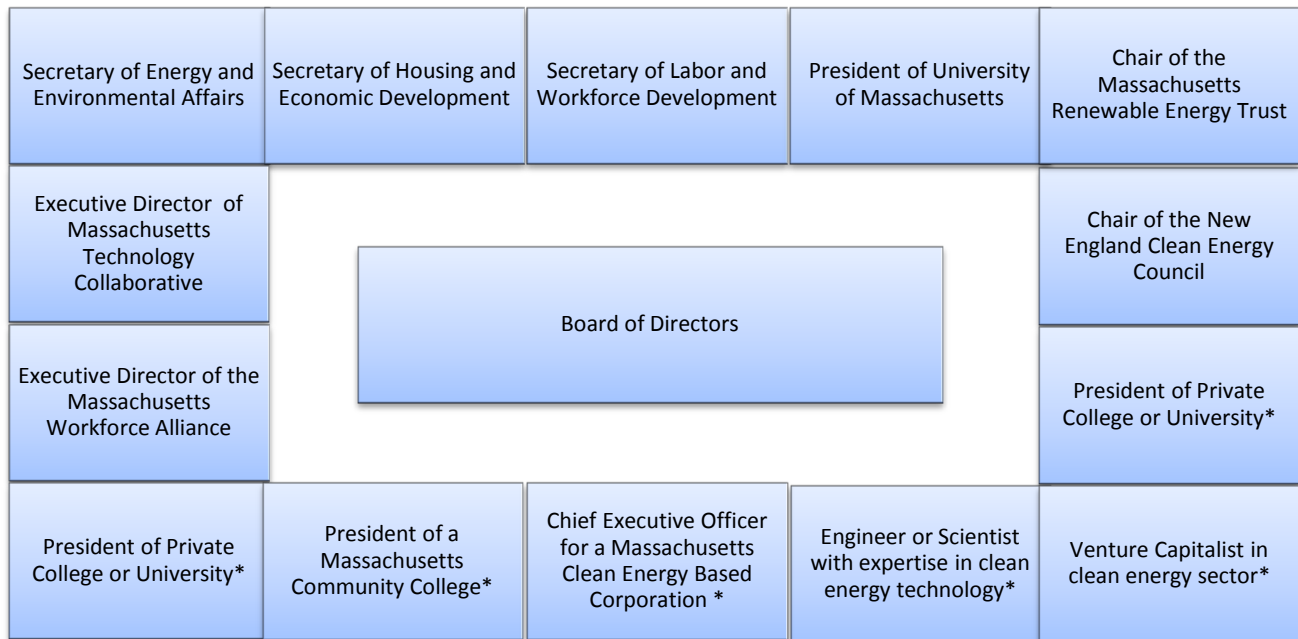 Secretary of Energy and
Environmental Affairs
Secretary of Housing and
Economic Development
Secretary of Labor and
Workforce Development
President of University
of Massachusetts
Chair of the
Massachusetts
Renewable Energy Trust
Executive Director of
Massachusetts
Technology
Collaborative
Chair of the New
England Clean Energy
Council
Board of Directors
Executive Director of the
Massachusetts
Workforce Alliance
President of Private
College or University*
President of Private
College or University*
President of a
Massachusetts
Community College*
Chief Executive Officer
for a Massachusetts
Clean Energy Based
Corporation *
Engineer or Scientist
with expertise in clean
energy technology*
Venture Capitalist in
clean energy sector*